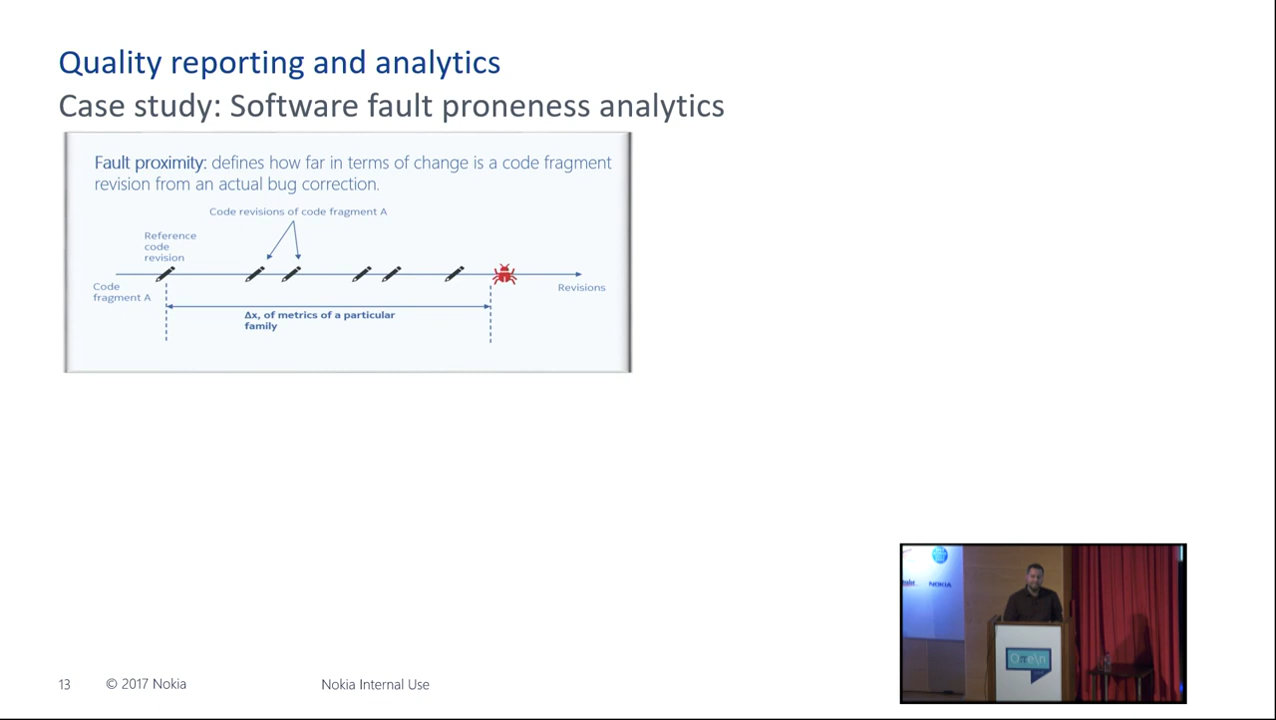 Quality reporting and analytics
Case study: Software fault proneness analytics
Fault proximity: defines how far in terms of change is a code fragment
revision from an actual bug correction.
Code revisions of code fragment A
Reference
code
revision
Code
fragment A
Revisions
Δx, of metrics of a particular
family
NOKIA
13
© 2017 Nokia
Nokia Internal Use